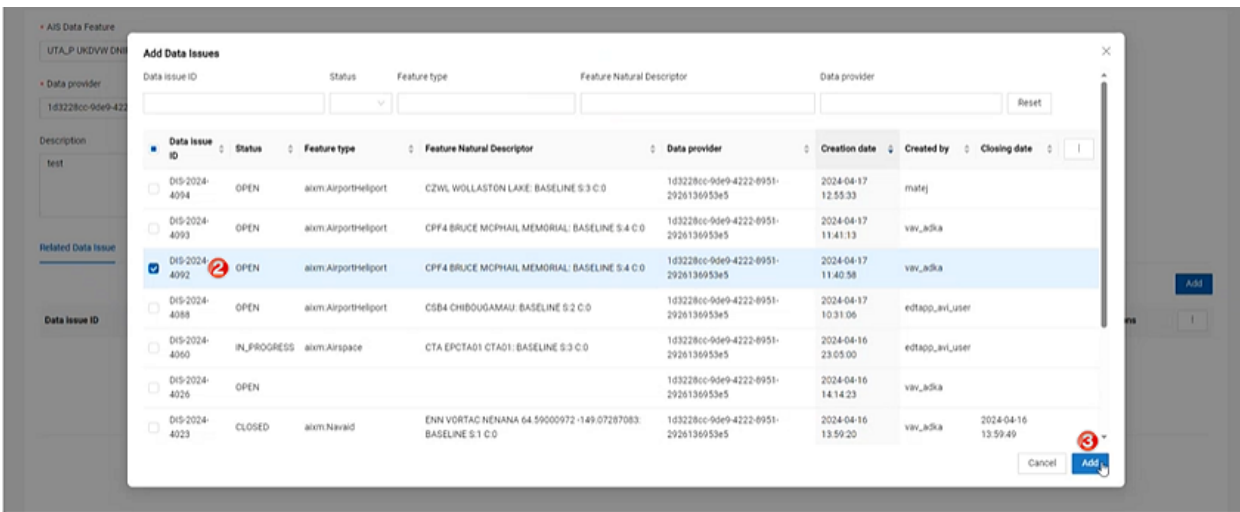 * AIS Data Feature
UTA_P UKDVW DNI
* Data provider
1d3228cc-9de9-422
Description
test
Related Data Issue
Data Issue ID
Add Data Issues
Data issue ID Status Feature type Feature Natural Descriptor Data provider
Reset
Data Issue ID Status Feature type Feature Natural Descriptor Data provider Creation date Created by Closing date
DIS-2024-4094 OPEN aixm:AirportHeliport CZWL WOLLASTON LAKE: BASELINE S:3 C:0 1d3228cc-9de9-4222-8951-2926136953e5 2024-04-17 12:55:33 matej
DIS-2024-4093 OPEN aixm:AirportHeliport CPF4 BRUCE MCPHAIL MEMORIAL: BASELINE S:4 C:0 1d3228cc-9de9-4222-8951-2926136953e5 2024-04-17 11:41:13 vav_adka
DIS-2024-4092 2 OPEN aixm:AirportHeliport CPF4 BRUCE MCPHAIL MEMORIAL: BASELINE S:4 C:0 1d3228cc-9de9-4222-8951-2926136953e5 2024-04-17 11:40:58 vav_adka
DIS-2024-4088 OPEN aixm:AirportHeliport CSB4 CHIBOUGAMAU: BASELINE S:2 C:0 1d3228cc-9de9-4222-8951-2926136953e5 2024-04-17 10:31:06 edtapp_avi_user
DIS-2024-4060 IN_PROGRESS aixm:Airspace CTA EPCTA01 CTA01: BASELINE S:3 C:0 1d3228cc-9de9-4222-8951-2926136953e5 2024-04-16 23:05:00 edtapp_avi_user
DIS-2024-4026 OPEN 1d3228cc-9de9-4222-8951-2926136953e5 2024-04-16 14:14:23 vav_adka
DIS-2024-4023 CLOSED aixm:Navaid ENN VORTAC NENANA 64.59000972 -149.07287083: BASELINE S:1 C:0 1d3228cc-9de9-4222-8951-2926136953e5 2024-04-16 13:59:20 vav_adka 2024-04-16 13:59:49
3
Cancel Add
Add
ns